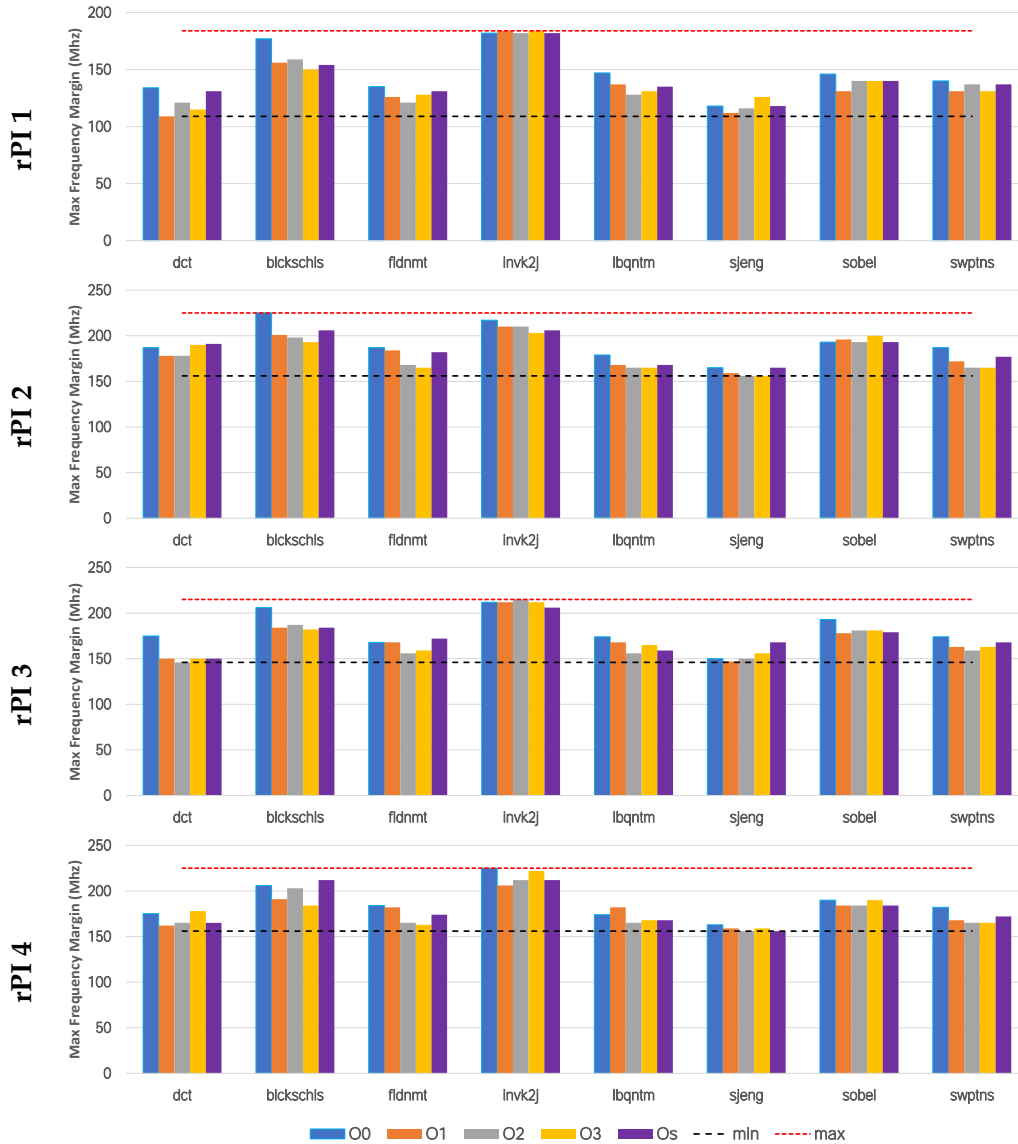 rPI 1
Max Frequency Margin (Mhz)
200
150
100
50
0
dct blckschls fldnmt Invk2j lbqntm sjeng sobel swptns
rPI 2
Max Frequency Margin (Mhz)
250
200
150
100
50
0
dct blckschls fldnmt Invk2j lbqntm sjeng sobel swptns
rPI 3
Max Frequency Margin (Mhz)
250
200
150
100
50
0
dct blckschls fldnmt Invk2j lbqntm sjeng sobel swptns
rPI 4
Max Frequency Margin (Mhz)
250
200
150
100
50
0
dct blckschls fldnmt Invk2j lbqntm sjeng sobel swptns
O0 O1 O2 O3 Os min max